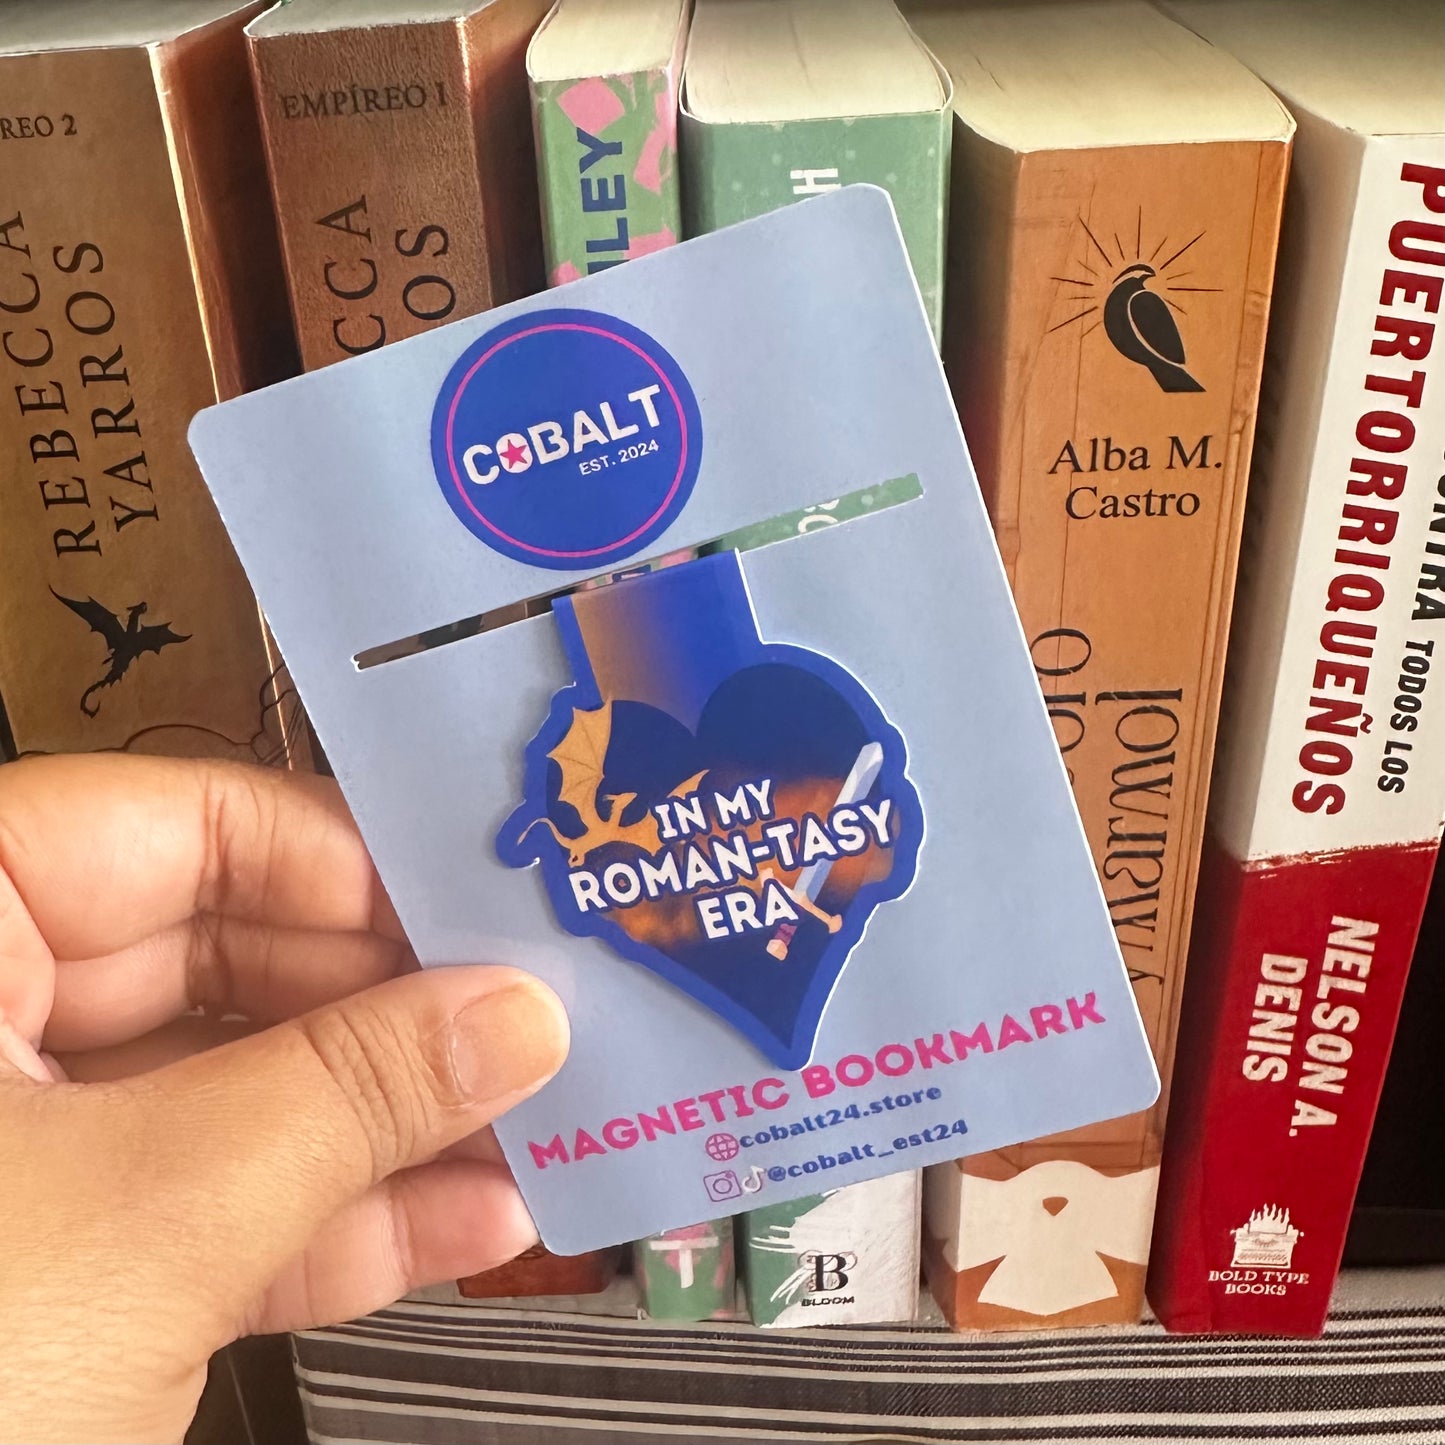 REO 2
REBECCA
YARROS
EMPÍREO 1
CCA
OS
ILEY
H
COBALT
EST. 2024
IN MY
ROMAN-TASY
ERA
MAGNETIC BOOKMARK
cobalt24.store
@cobalt_est24
T
B
BLOOM
Alba M.
Castro
PUERTORRIQUEÑOS
TODOS LOS
NELSON A.
DENIS
BOLD TYPE
BOOKS